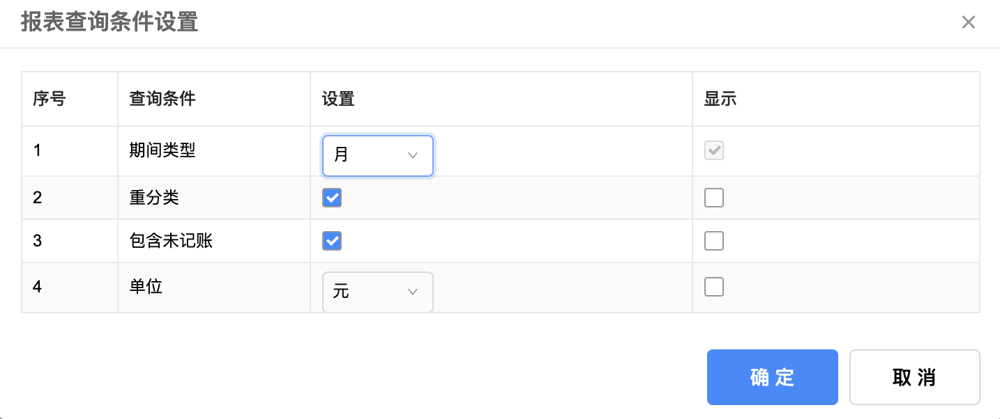 报表查询条件设置
序号 查询条件 设置 显示
1 期间类型 月
2 重分类
3 包含未记账
4 单位 元
确定 取消